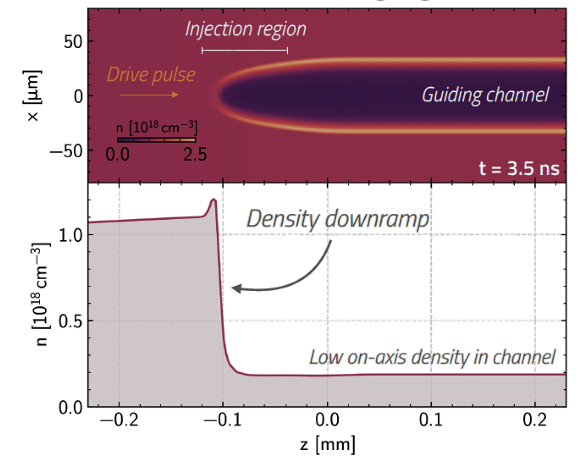 Injection region
50
Drive pulse
x [μm]
0
Guiding channel
n [10¹⁸ cm⁻³]
0.0 2.5
−50
t = 3.5 ns
Density downramp
1.0
n [10¹⁸ cm⁻³]
0.5
Low on-axis density in channel
0.0
−0.2 −0.1 0.0 0.1 0.2
z [mm]